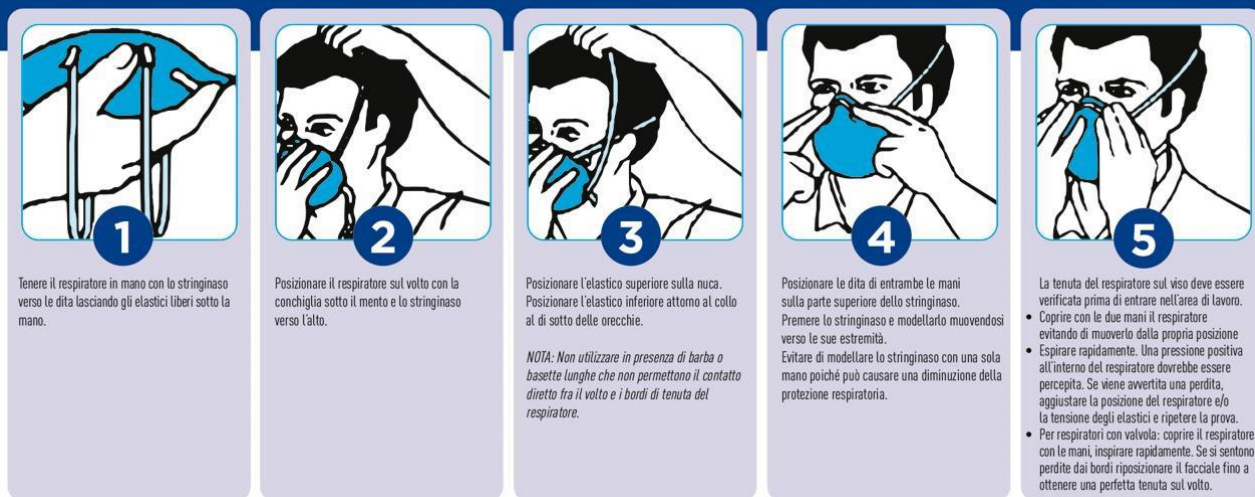 1
Tenere il respiratore in mano con lo stringinaso
verso le dita lasciando gli elastici liberi sotto la
mano.
2
Posizionare il respiratore sul volto con la
conchiglia sotto il mento e lo stringinaso
verso l'alto.
3
Posizionare l'elastico superiore sulla nuca.
Posizionare l'elastico inferiore attorno al collo
al di sotto delle orecchie.
NOTA: Non utilizzare in presenza di barba o
basette lunghe che non permettono il contatto
diretto fra il volto e i bordi di tenuta del
respiratore.
4
Posizionare le dita di entrambe le mani
sulla parte superiore dello stringinaso.
Premere lo stringinaso e modellarlo muovendosi
verso le sue estremità.
Evitare di modellare lo stringinaso con una sola
mano poiché può causare una diminuzione della
protezione respiratoria.
5
La tenuta del respiratore sul viso deve essere
verificata prima di entrare nell'area di lavoro.
• Coprire con le due mani il respiratore
evitando di muoverlo dalla propria posizione
• Espirare rapidamente. Una pressione positiva
all'interno del respiratore dovrebbe essere
percepita. Se viene avvertita una perdita,
aggiustare la posizione del respiratore e/o
la tensione degli elastici e ripetere la prova.
• Per respiratori con valvola: coprire il respiratore
con le mani, inspirare rapidamente. Se si sentono
perdite dai bordi riposizionare il facciale fino a
ottenere una perfetta tenuta sul volto.